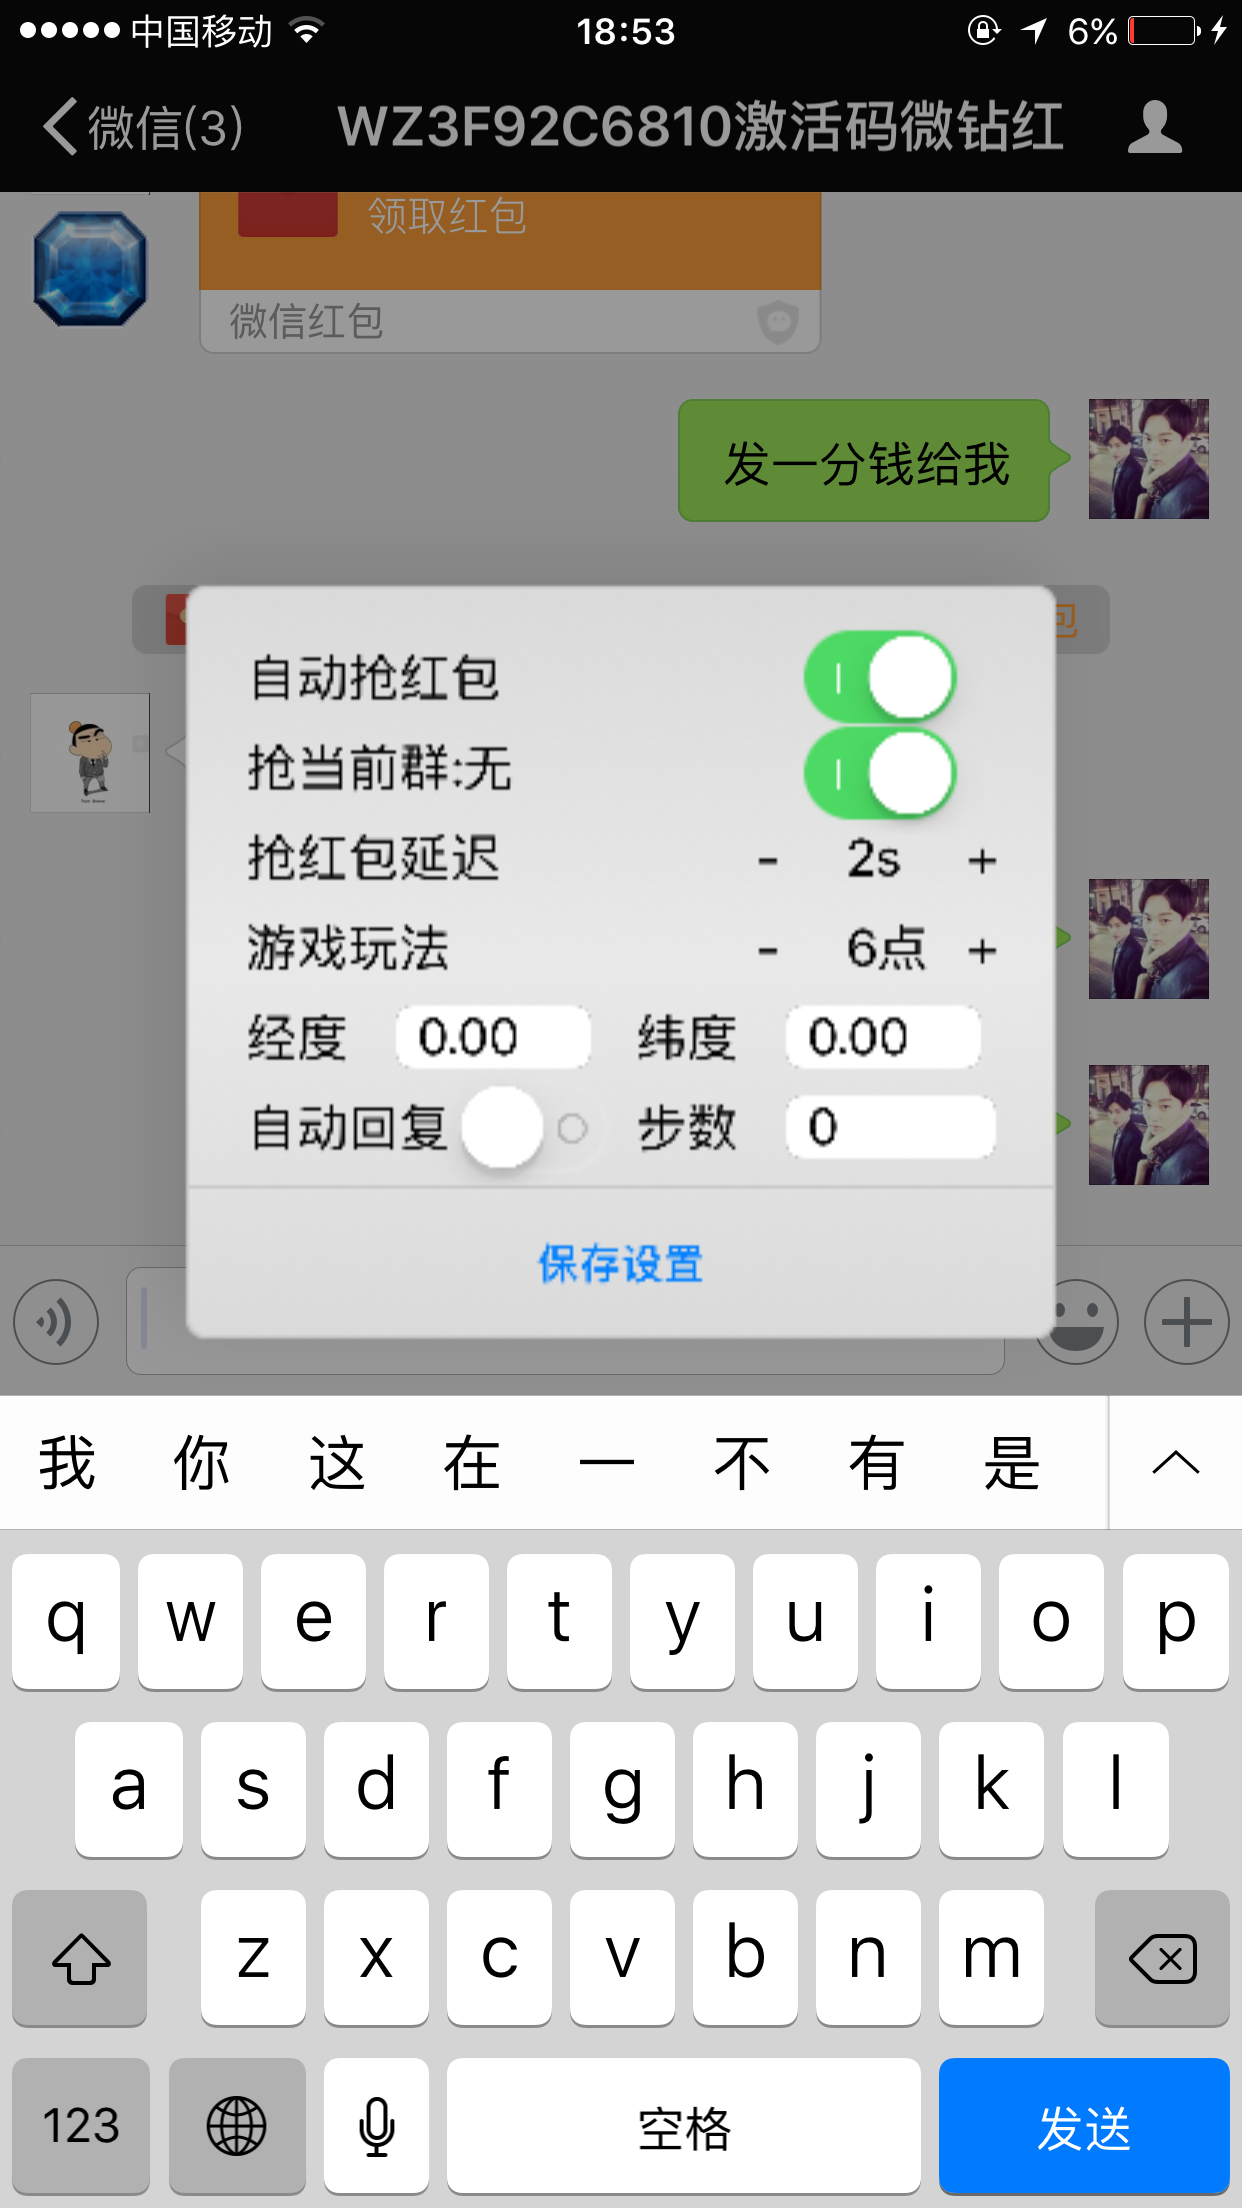 中国移动
18:53
6%
微信(3)
WZ3F92C6810激活码微钻红
领取红包
微信红包
发一分钱给我
包
自动抢红包
抢当前群:无
抢红包延迟 - 2s +
游戏玩法 - 6点 +
经度 0.00 纬度 0.00
自动回复 步数 0
保存设置
我 你 这 在 一 不 有 是
q w e r t y u i o p
a s d f g h j k l
z x c v b n m
123 空格 发送